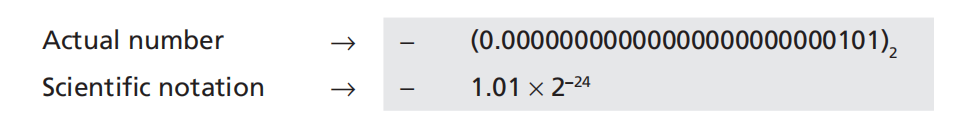 Actual number → − (0.00000000000000000000000101)₂
Scientific notation → − 1.01 × 2⁻²⁴